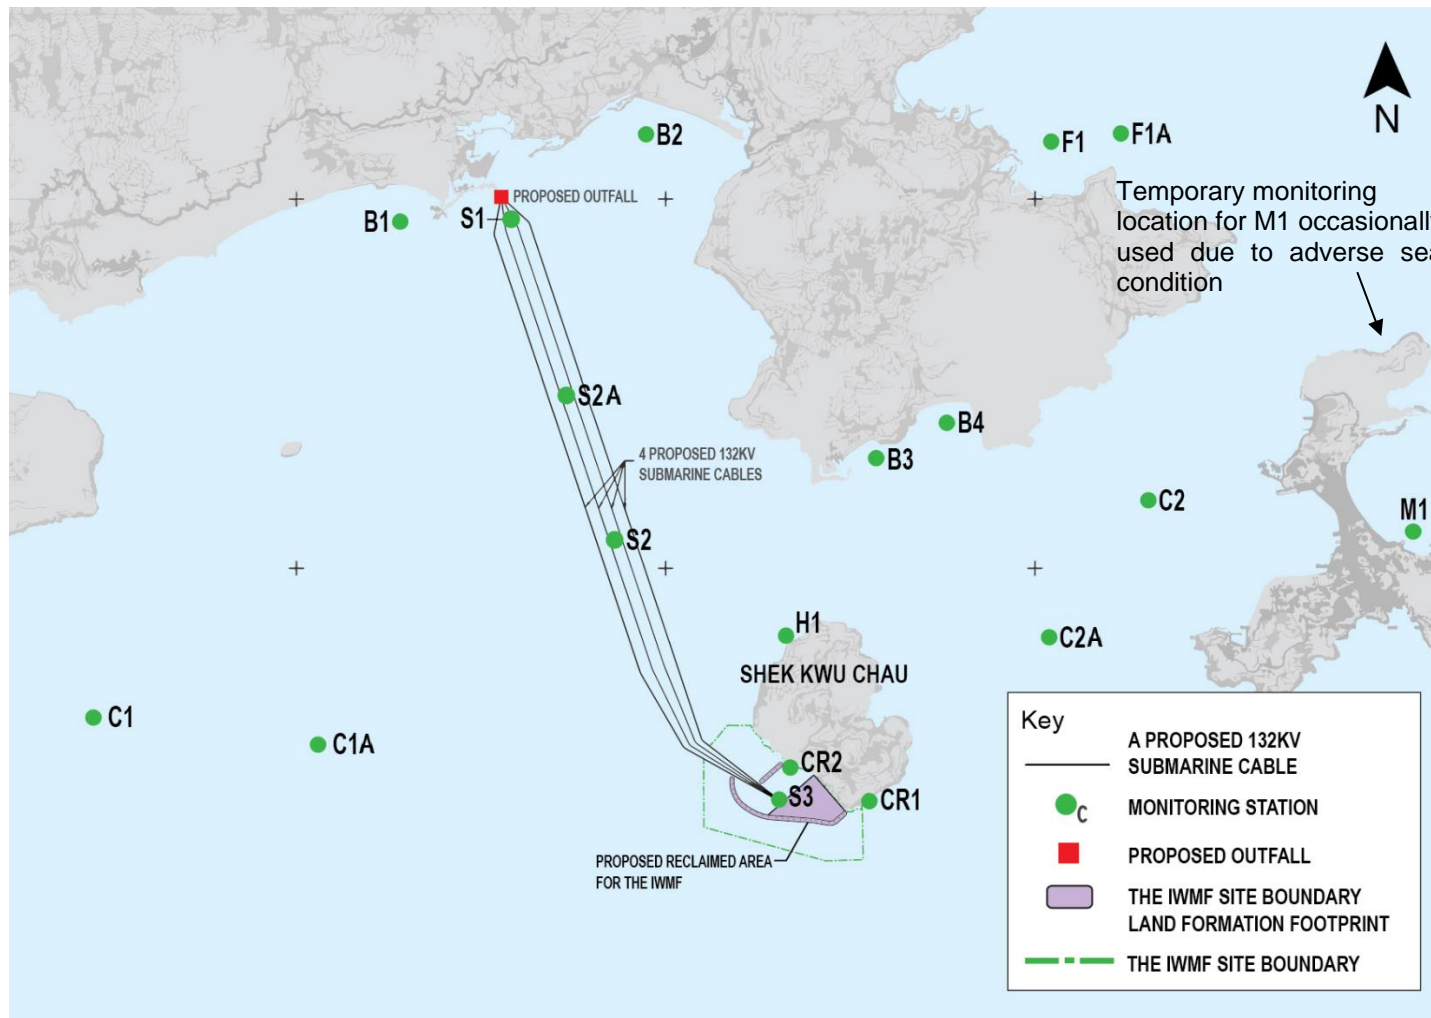 N
B2
F1
F1A
PROPOSED OUTFALL
B1
S1
Temporary monitoring
location for M1 occasionally
used due to adverse sea
condition
S2A
B4
B3
4 PROPOSED 132KV
SUBMARINE CABLES
C2
M1
S2
H1
C2A
SHEK KWU CHAU
C1
C1A
CR2
S3
CR1
PROPOSED RECLAIMED AREA
FOR THE IWMF
Key
A PROPOSED 132KV
SUBMARINE CABLE
C
MONITORING STATION
PROPOSED OUTFALL
THE IWMF SITE BOUNDARY
LAND FORMATION FOOTPRINT
THE IWMF SITE BOUNDARY